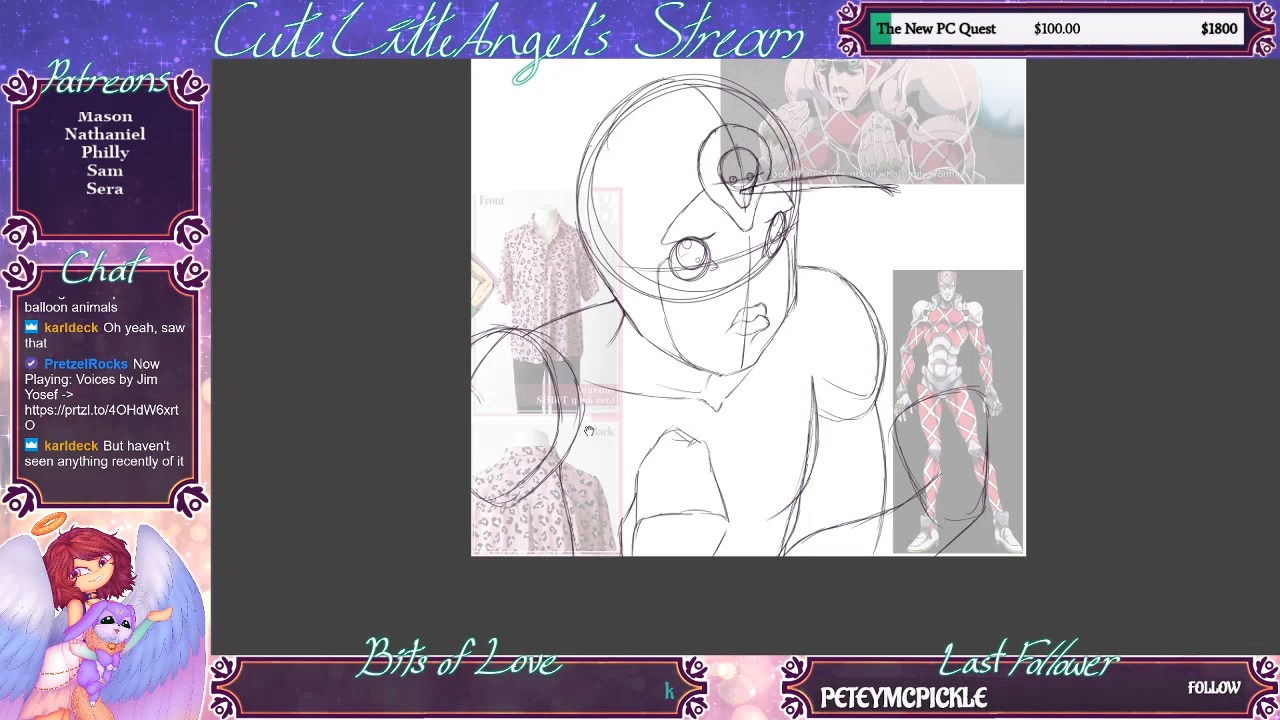 CuteLittleAngel's Stream
The New PC Quest $100.00 $1800
Patreons
Mason
Nathaniel
Philly
Sam
Sera
Chat
balloon animals
karldeck Oh yeah, saw
that
PretzelRocks Now
Playing: Voices by Jim
Yosef ->
https://prtzl.to/4OHdW6xrt
O
karldeck But haven't
seen anything recently of it
Front
SHIRT
Bits of Love
k
Last Follower
PETEYMCPICKLE
FOLLOW